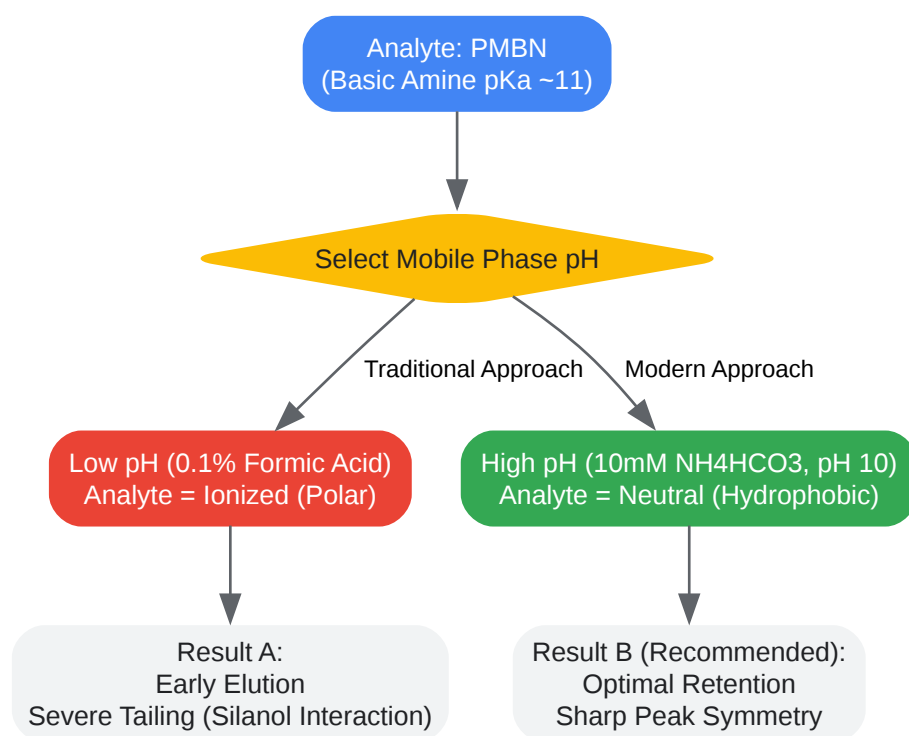 Analyte: PMBN
(Basic Amine pKa ~11)
Select Mobile Phase pH
Traditional Approach
Modern Approach
Low pH (0.1% Formic Acid)
Analyte = Ionized (Polar)
High pH (10mM NH4HCO3, pH 10)
Analyte = Neutral (Hydrophobic)
Result A:
Early Elution
Severe Tailing (Silanol Interaction)
Result B (Recommended):
Optimal Retention
Sharp Peak Symmetry